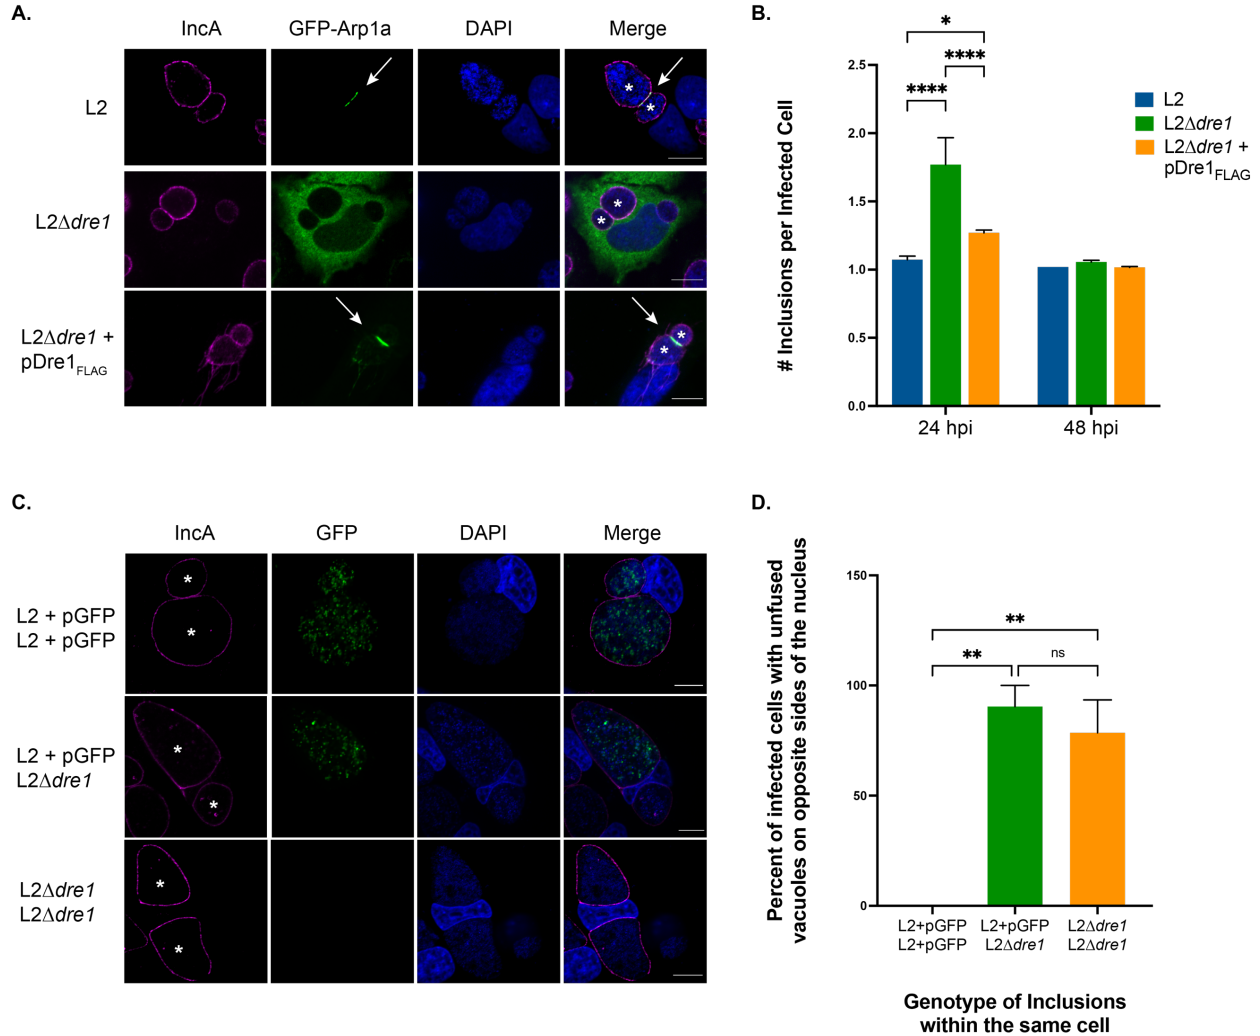 A.
IncA GFP-Arp1a DAPI Merge
L2
L2Δdre1
L2Δdre1 +
pDre1FLAG
* *
* *
* *
B.
# Inclusions per Infected Cell
2.5
2.0
1.5
1.0
0.5
0.0
*
****
****
24 hpi 48 hpi
L2
L2Δdre1
L2Δdre1 +
pDre1FLAG
C.
IncA GFP DAPI Merge
L2 + pGFP
L2 + pGFP
L2 + pGFP
L2Δdre1
L2Δdre1
L2Δdre1
*
*
*
*
*
*
D.
Percent of infected cells with unfused
vacuoles on opposite sides of the nucleus
150
100
50
0
**
**
ns
L2+pGFP L2+pGFP L2Δdre1
L2+pGFP L2Δdre1 L2Δdre1
Genotype of Inclusions
within the same cell